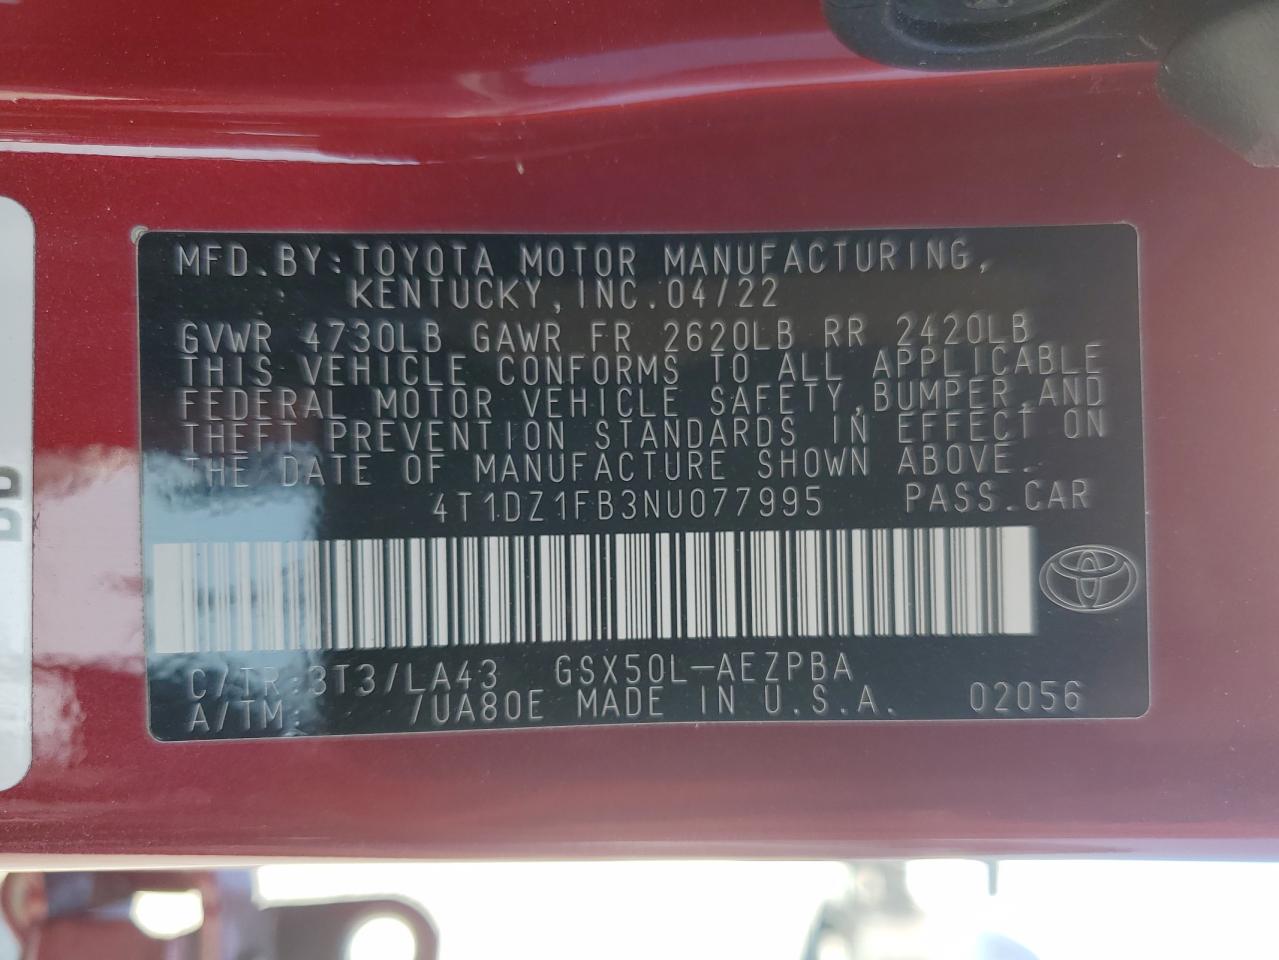 MFD.BY:TOYOTA MOTOR MANUFACTURING,
KENTUCKY,INC.04/22
GVWR 4730LB GAWR FR 2620LB RR 2420LB
THIS VEHICLE CONFORMS TO ALL APPLICABLE
FEDERAL MOTOR VEHICLE SAFETY,BUMPER,AND
THEFT PREVENTION STANDARDS IN EFFECT ON
THE DATE OF MANUFACTURE SHOWN ABOVE.
4T1DZ1FB3NU077995 PASS.CAR
C/TR:3T3/LA43 GSX50L-AEZPBA
A/TM: /UA80E MADE IN U.S.A. 02056